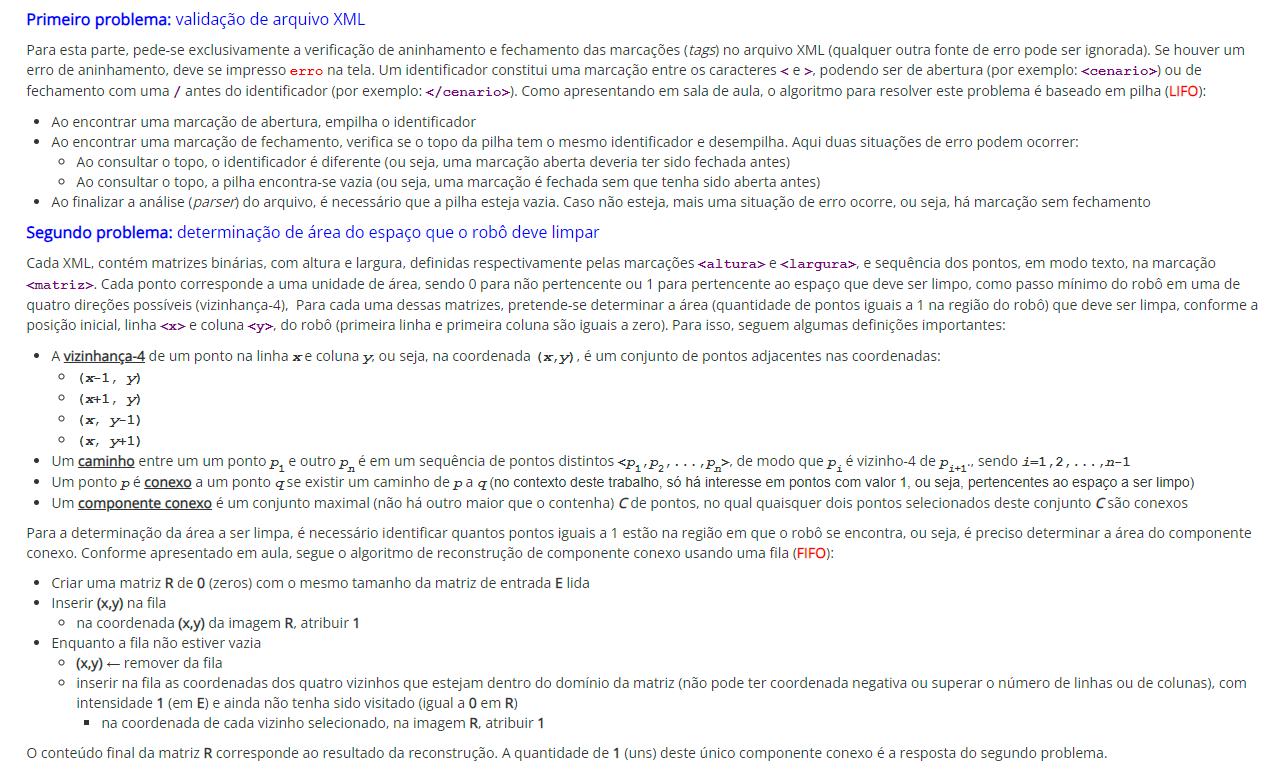 Primeiro problema: validação de arquivo XML
Para esta parte, pede-se exclusivamente a verificação de aninhamento e fechamento das marcações (tags) no arquivo XML (qualquer outra fonte de erro pode ser ignorada). Se houver um
erro de aninhamento, deve se impresso erro na tela. Um identificador constitui uma marcação entre os caracteres < e >, podendo ser de abertura (por exemplo: <cenario>) ou de
fechamento com uma / antes do identificador (por exemplo: </cenario>). Como apresentando em sala de aula, o algoritmo para resolver este problema é baseado em pilha (LIFO):
• Ao encontrar uma marcação de abertura, empilha o identificador
• Ao encontrar uma marcação de fechamento, verifica se o topo da pilha tem o mesmo identificador e desempilha. Aqui duas situações de erro podem ocorrer:
○ Ao consultar o topo, o identificador é diferente (ou seja, uma marcação aberta deveria ter sido fechada antes)
○ Ao consultar o topo, a pilha encontra-se vazia (ou seja, uma marcação é fechada sem que tenha sido aberta antes)
• Ao finalizar a análise (parser) do arquivo, é necessário que a pilha esteja vazia. Caso não esteja, mais uma situação de erro ocorre, ou seja, há marcação sem fechamento
Segundo problema: determinação de área do espaço que o robô deve limpar
Cada XML, contém matrizes binárias, com altura e largura, definidas respectivamente pelas marcações <altura> e <largura>, e sequência dos pontos, em modo texto, na marcação
<matriz>. Cada ponto corresponde a uma unidade de área, sendo 0 para não pertencente ou 1 para pertencente ao espaço que deve ser limpo, como passo mínimo do robô em uma de
quatro direções possíveis (vizinhança-4), Para cada uma dessas matrizes, pretende-se determinar a área (quantidade de pontos iguais a 1 na região do robô) que deve ser limpa, conforme a
posição inicial, linha <x> e coluna <y>, do robô (primeira linha e primeira coluna são iguais a zero). Para isso, seguem algumas definições importantes:
• A vizinhança-4 de um ponto na linha x e coluna y, ou seja, na coordenada (x,y), é um conjunto de pontos adjacentes nas coordenadas:
○ (x-1, y)
○ (x+1, y)
○ (x, y-1)
○ (x, y+1)
• Um caminho entre um um ponto p1 e outro pn é em um sequência de pontos distintos <p1,p2,...,pn>, de modo que pi é vizinho-4 de pi+1., sendo i=1,2,...,n-1
• Um ponto p é conexo a um ponto q se existir um caminho de p a q (no contexto deste trabalho, só há interesse em pontos com valor 1, ou seja, pertencentes ao espaço a ser limpo)
• Um componente conexo é um conjunto maximal (não há outro maior que o contenha) C de pontos, no qual quaisquer dois pontos selecionados deste conjunto C são conexos
Para a determinação da área a ser limpa, é necessário identificar quantos pontos iguais a 1 estão na região em que o robô se encontra, ou seja, é preciso determinar a área do componente
conexo. Conforme apresentado em aula, segue o algoritmo de reconstrução de componente conexo usando uma fila (FIFO):
• Criar uma matriz R de 0 (zeros) com o mesmo tamanho da matriz de entrada E lida
• Inserir (x,y) na fila
○ na coordenada (x,y) da imagem R, atribuir 1
• Enquanto a fila não estiver vazia
○ (x,y) ← remover da fila
○ inserir na fila as coordenadas dos quatro vizinhos que estejam dentro do domínio da matriz (não pode ter coordenada negativa ou superar o número de linhas ou de colunas), com
intensidade 1 (em E) e ainda não tenha sido visitado (igual a 0 em R)
▪ na coordenada de cada vizinho selecionado, na imagem R, atribuir 1
O conteúdo final da matriz R corresponde ao resultado da reconstrução. A quantidade de 1 (uns) deste único componente conexo é a resposta do segundo problema.